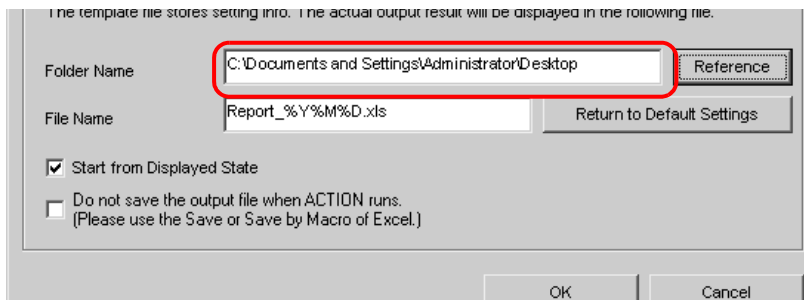 The template file stores setting info. The actual output result will be displayed in the following file.
Folder Name
C:\Documents and Settings\Administrator\Desktop
Reference
File Name
Report_%Y%M%D.xls
Return to Default Settings
Start from Displayed State
Do not save the output file when ACTION runs.
(Please use the Save or Save by Macro of Excel.)
OK
Cancel